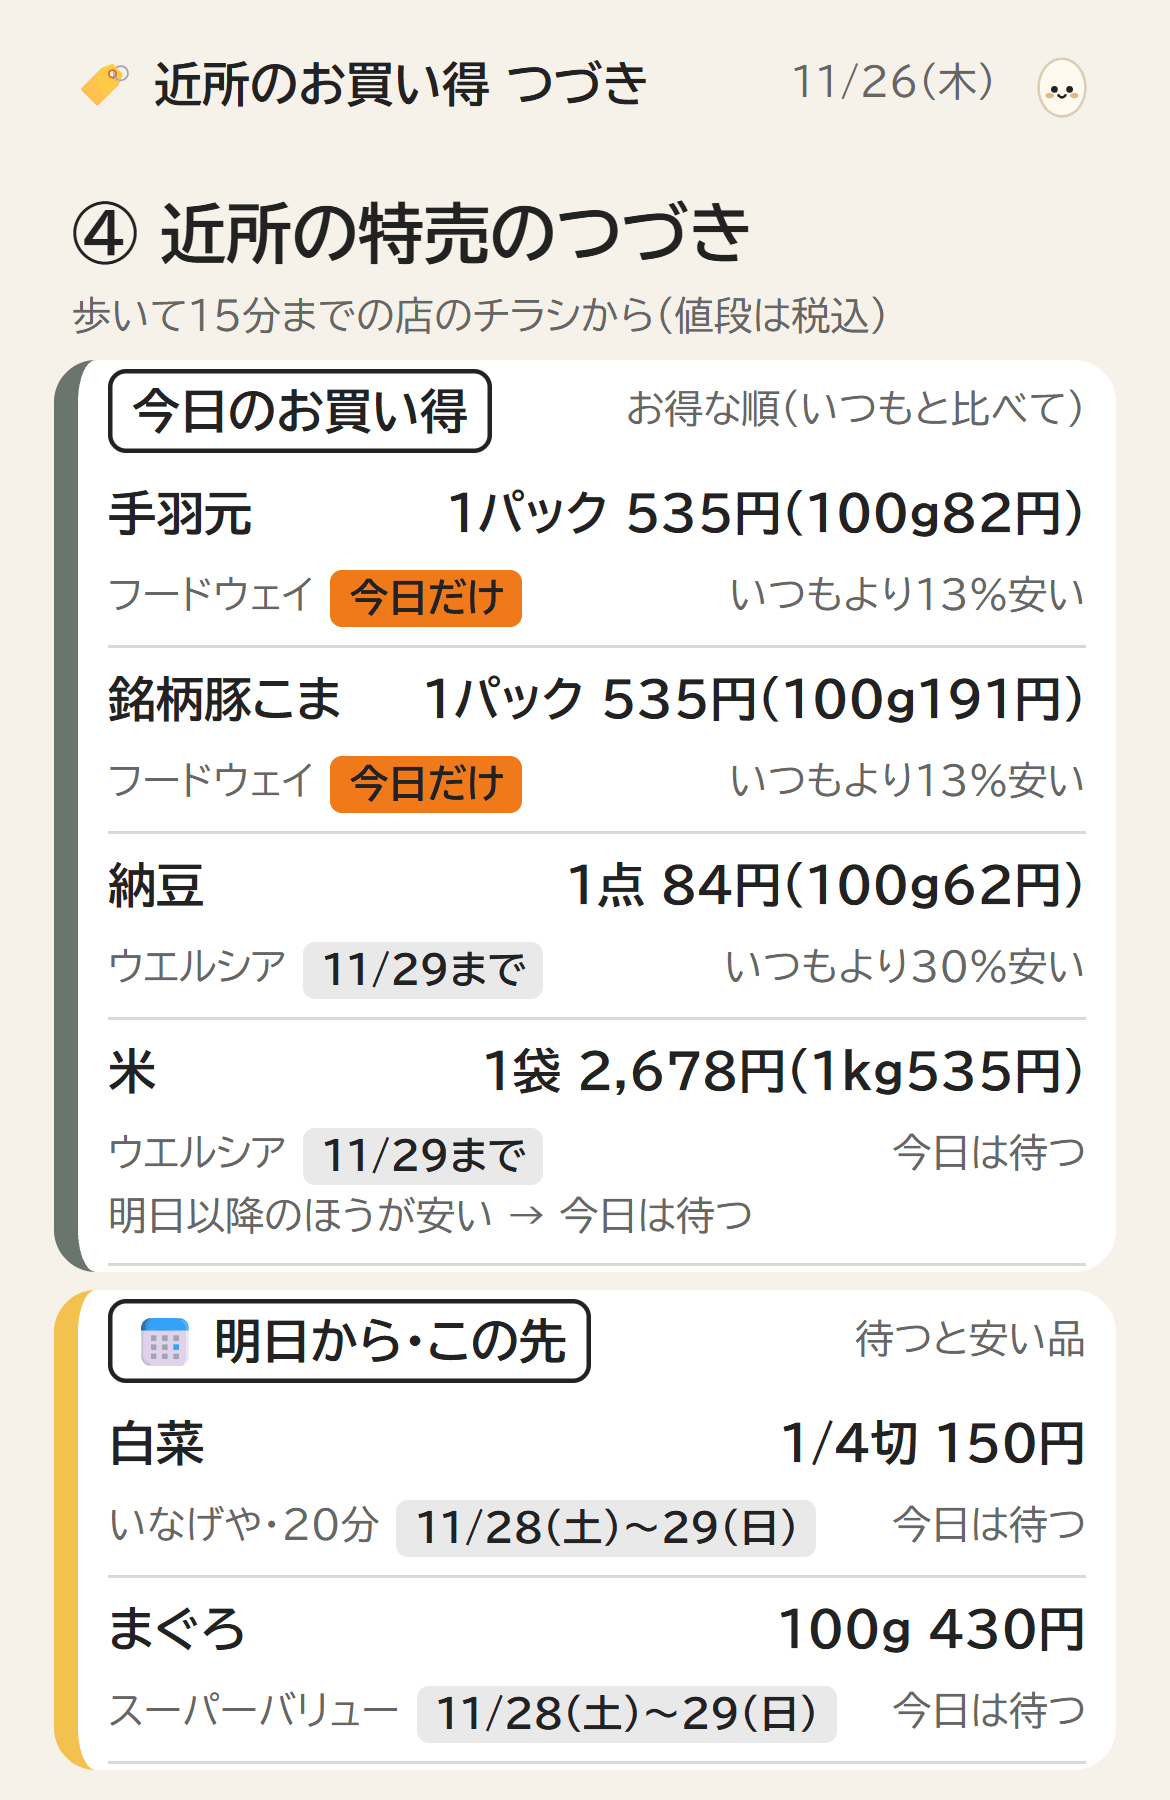 近所のお買い得 つづき 11/26(木)
④ 近所の特売のつづき
歩いて15分までの店のチラシから(値段は税込)
今日のお買い得 お得な順(いつもと比べて)
手羽元 1パック 535円(100g82円)
フードウェイ 今日だけ いつもより13%安い
銘柄豚こま 1パック 535円(100g191円)
フードウェイ 今日だけ いつもより13%安い
納豆 1点 84円(100g62円)
ウエルシア 11/29まで いつもより30%安い
米 1袋 2,678円(1kg535円)
ウエルシア 11/29まで 今日は待つ
明日以降のほうが安い → 今日は待つ
明日から・この先 待つと安い品
白菜 1/4切 150円
いなげや・20分 11/28(土)～29(日) 今日は待つ
まぐろ 100g 430円
スーパーバリュー 11/28(土)～29(日) 今日は待つ